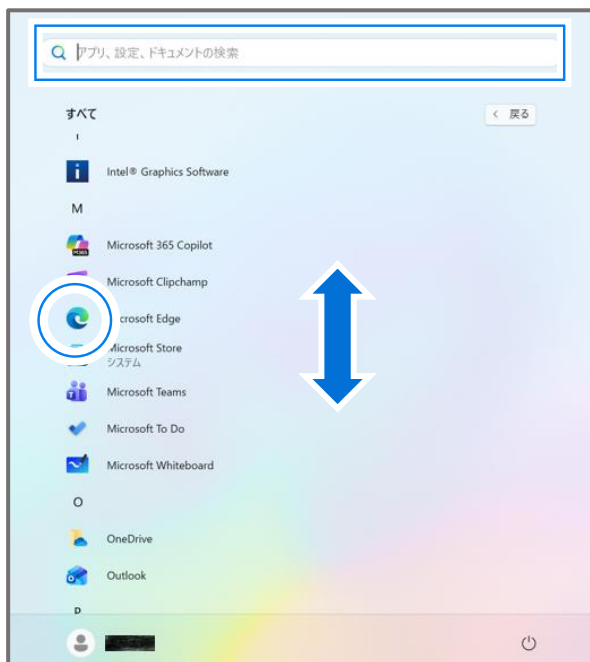 アプリ、設定、ドキュメントの検索
すべて
戻る
Intel® Graphics Software
M
Microsoft 365 Copilot
M365
Microsoft Clipchamp
crosoft Edge
Microsoft Store
システム
Microsoft Teams
Microsoft To Do
Microsoft Whiteboard
O
OneDrive
Outlook